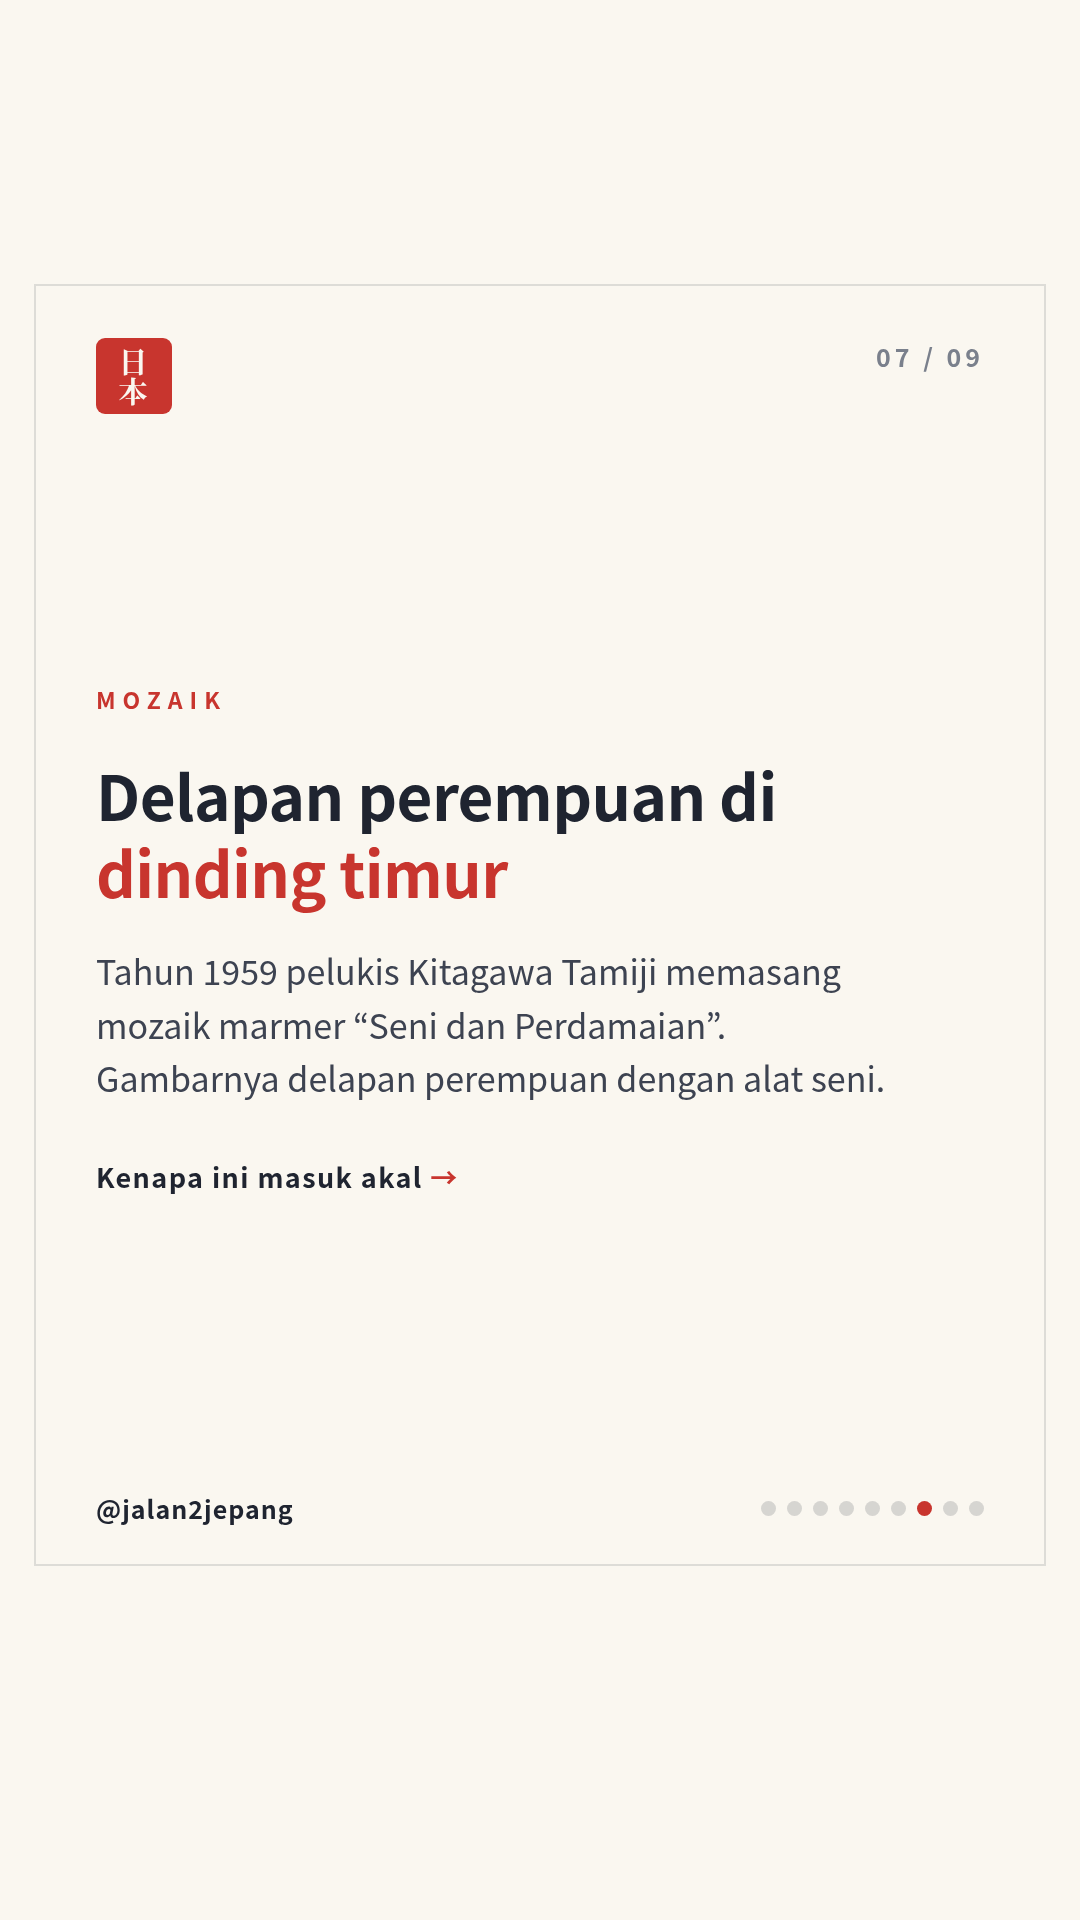 日本
07 / 09
MOZAIK
Delapan perempuan di
dinding timur
Tahun 1959 pelukis Kitagawa Tamiji memasang
mozaik marmer “Seni dan Perdamaian”.
Gambarnya delapan perempuan dengan alat seni.
Kenapa ini masuk akal →
@jalan2jepang